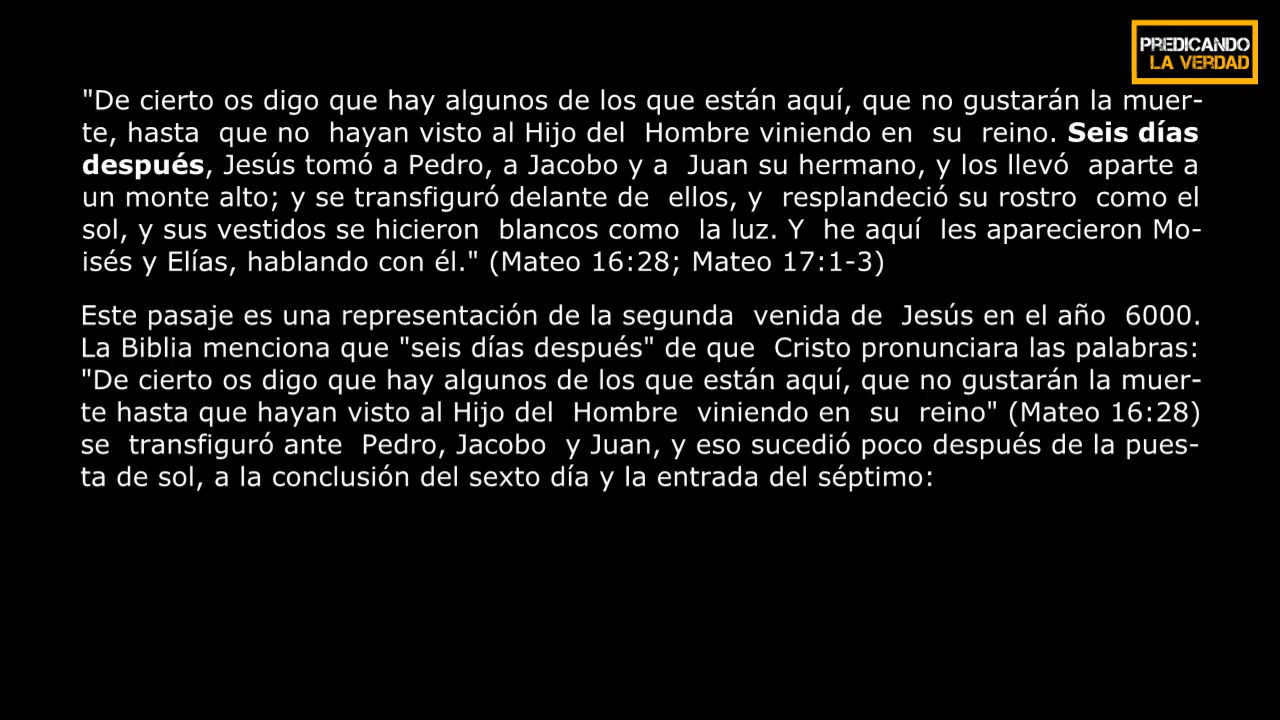 PREDICANDO
LA VERDAD
"De cierto os digo que hay algunos de los que están aquí, que no gustarán la muer-
te, hasta que no hayan visto al Hijo del Hombre viniendo en su reino. Seis días
después, Jesús tomó a Pedro, a Jacobo y a Juan su hermano, y los llevó aparte a
un monte alto; y se transfiguró delante de ellos, y resplandeció su rostro como el
sol, y sus vestidos se hicieron blancos como la luz. Y he aquí les aparecieron Mo-
isés y Elías, hablando con él." (Mateo 16:28; Mateo 17:1-3)
Este pasaje es una representación de la segunda venida de Jesús en el año 6000.
La Biblia menciona que "seis días después" de que Cristo pronunciara las palabras:
"De cierto os digo que hay algunos de los que están aquí, que no gustarán la muer-
te hasta que hayan visto al Hijo del Hombre viniendo en su reino" (Mateo 16:28)
se transfiguró ante Pedro, Jacobo y Juan, y eso sucedió poco después de la pues-
ta de sol, a la conclusión del sexto día y la entrada del séptimo: